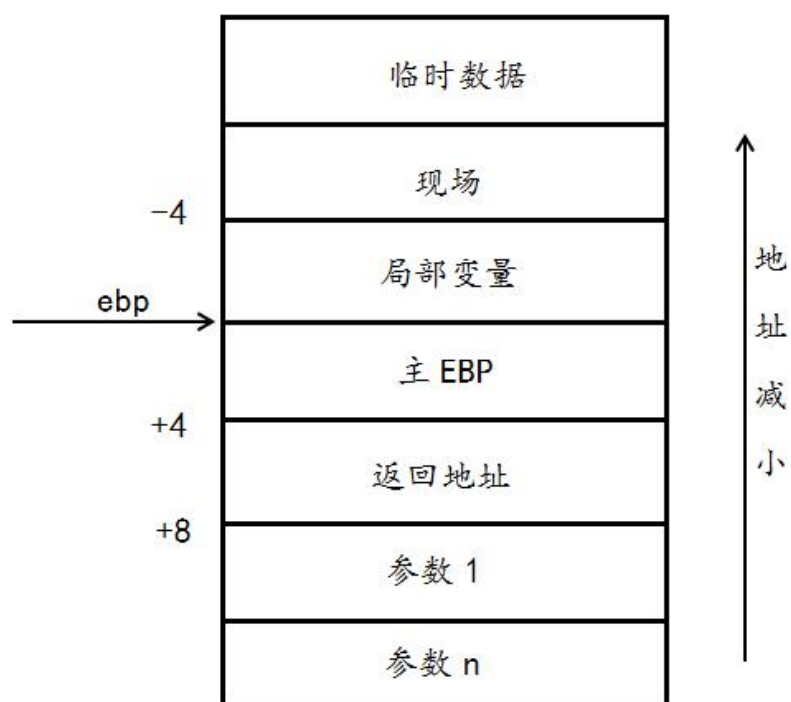 临时数据
现场
-4
局部变量
ebp
主 EBP
+4
返回地址
+8
参数 1
参数 n
地址减小